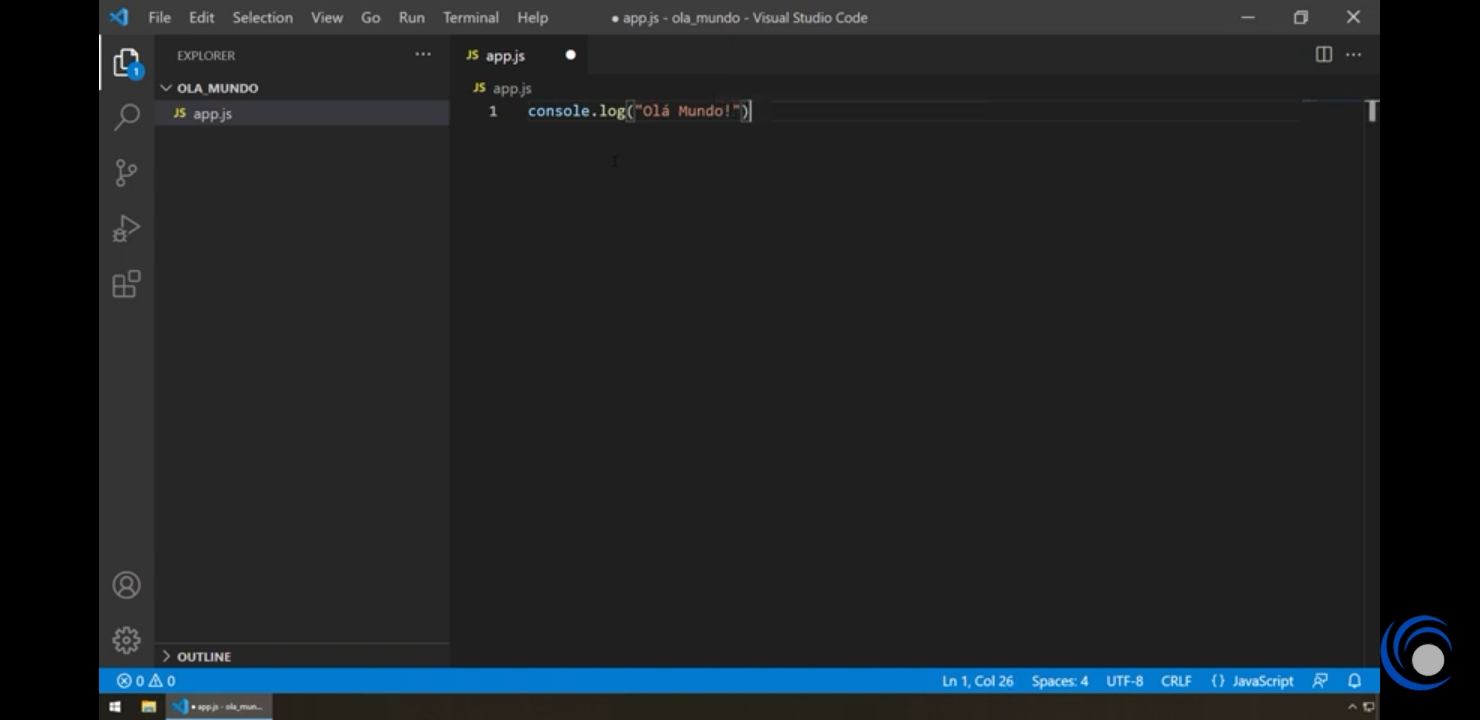 File Edit Selection View Go Run Terminal Help ● app.js - ola_mundo - Visual Studio Code
EXPLORER ...
OLA_MUNDO
JS app.js
JS app.js ●
JS app.js
1 console.log("Olá Mundo!")
1
OUTLINE
0 0 Ln 1, Col 26 Spaces: 4 UTF-8 CRLF {} JavaScript
● app.js - ola_mun...